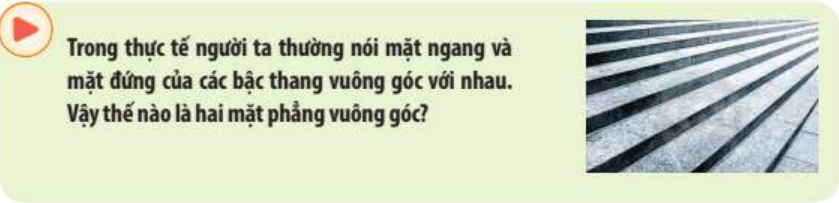 Trong thực tế người ta thường nói mặt ngang và
mặt đứng của các bậc thang vuông góc với nhau.
Vậy thế nào là hai mặt phẳng vuông góc?